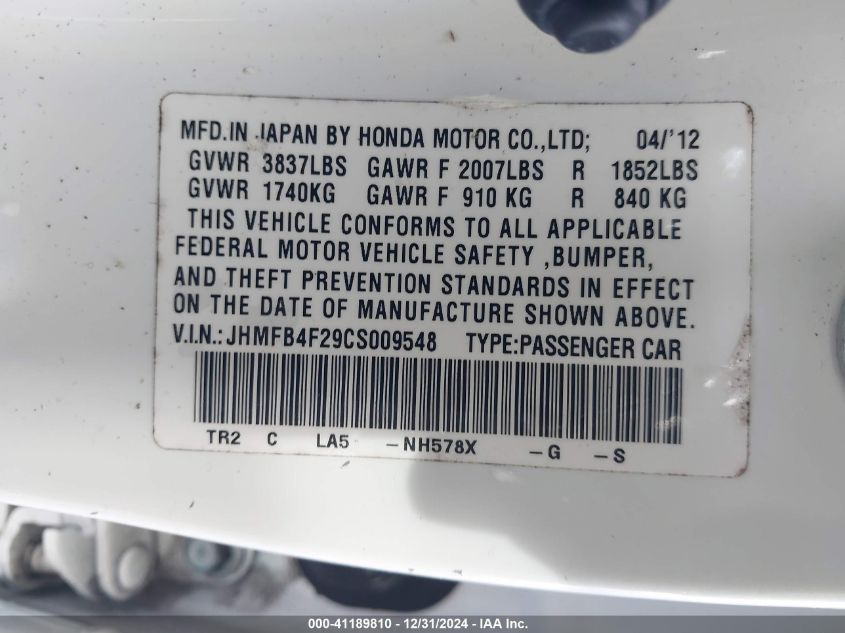 MFD.IN JAPAN BY HONDA MOTOR CO.,LTD; 04/'12
GVWR 3837LBS GAWR F 2007LBS R 1852LBS
GVWR 1740KG GAWR F 910 KG R 840 KG
THIS VEHICLE CONFORMS TO ALL APPLICABLE
FEDERAL MOTOR VEHICLE SAFETY ,BUMPER,
AND THEFT PREVENTION STANDARDS IN EFFECT
ON THE DATE OF MANUFACTURE SHOWN ABOVE.
V.I.N.:JHMFB4F29CS009548 TYPE:PASSENGER CAR
TR2 C LA5 -NH578X -G -S
000-41189810 - 12/31/2024 - IAA Inc.